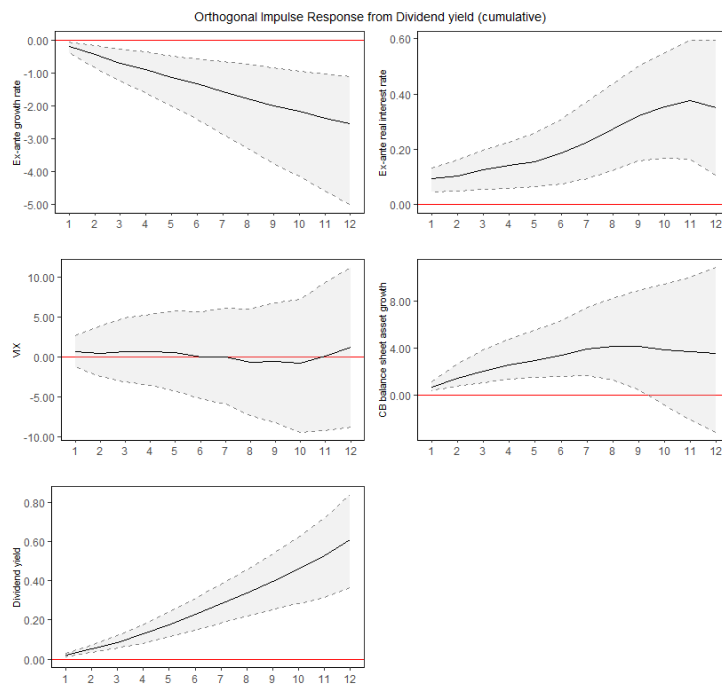 Orthogonal Impulse Response from Dividend yield (cumulative)
Ex-ante growth rate
0.00
-1.00
-2.00
-3.00
-4.00
-5.00
1 2 3 4 5 6 7 8 9 10 11 12
Ex-ante real interest rate
0.60
0.40
0.20
0.00
1 2 3 4 5 6 7 8 9 10 11 12
VIX
10.00
5.00
0.00
-5.00
-10.00
1 2 3 4 5 6 7 8 9 10 11 12
CB balance sheet asset growth
8.00
4.00
0.00
1 2 3 4 5 6 7 8 9 10 11 12
Dividend yield
0.80
0.60
0.40
0.20
0.00
1 2 3 4 5 6 7 8 9 10 11 12